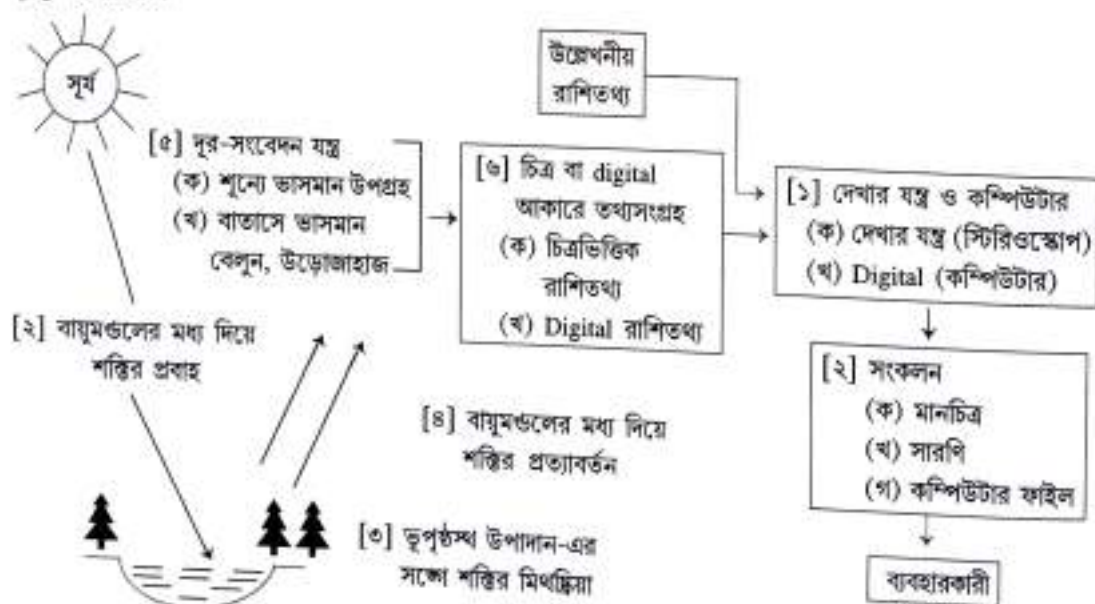 সূর্য
উল্লেখনীয়
রাশিতথ্য
[৫] দূর-সংবেদন যন্ত্র
(ক) শূন্যে ভাসমান উপগ্রহ
(খ) বাতাসে ভাসমান
বেলুন, উড়োজাহাজ
[৬] চিত্র বা digital
আকারে তথ্যসংগ্রহ
(ক) চিত্রভিত্তিক
রাশিতথ্য
(খ) Digital রাশিতথ্য
[১] দেখার যন্ত্র ও কম্পিউটার
(ক) দেখার যন্ত্র (স্টিরিওস্কোপ)
(খ) Digital (কম্পিউটার)
[২] বায়ুমণ্ডলের মধ্য দিয়ে
শক্তির প্রবাহ
[২] সংকলন
(ক) মানচিত্র
(খ) সারণি
(গ) কম্পিউটার ফাইল
[৪] বায়ুমণ্ডলের মধ্য দিয়ে
শক্তির প্রত্যাবর্তন
[৩] ভূপৃষ্ঠস্থ উপাদান-এর
সঙ্গে শক্তির মিথষ্ক্রিয়া
ব্যবহারকারী